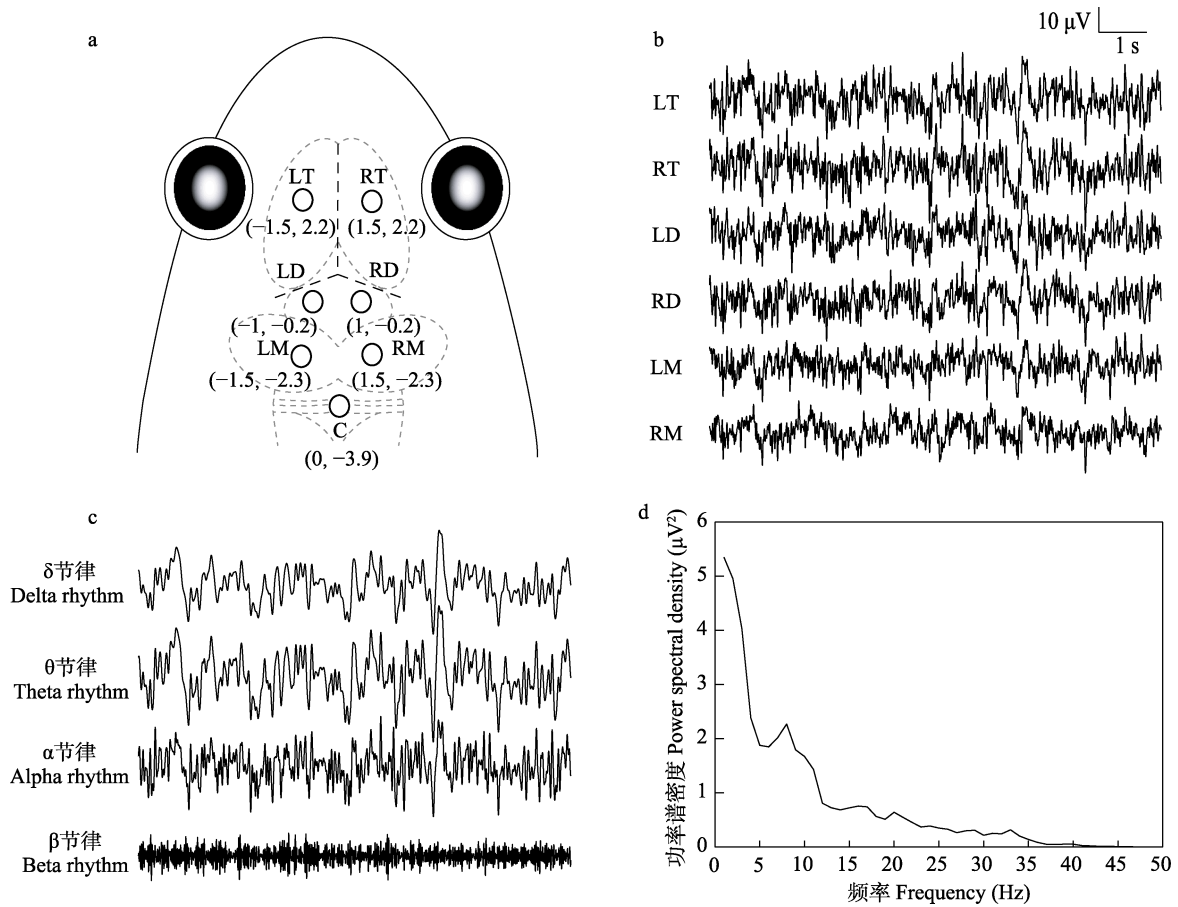 a
LT RT
(−1.5, 2.2) (1.5, 2.2)
LD RD
(−1, −0.2) (1, −0.2)
LM RM
(−1.5, −2.3) (1.5, −2.3)
C
(0, −3.9)
b
10 μV
1 s
LT
RT
LD
RD
LM
RM
c
δ节律
Delta rhythm
θ节律
Theta rhythm
α节律
Alpha rhythm
β节律
Beta rhythm
d
功率谱密度 Power spectral density (μV²)
6
5
4
3
2
1
0
0 5 10 15 20 25 30 35 40 45 50
频率 Frequency (Hz)